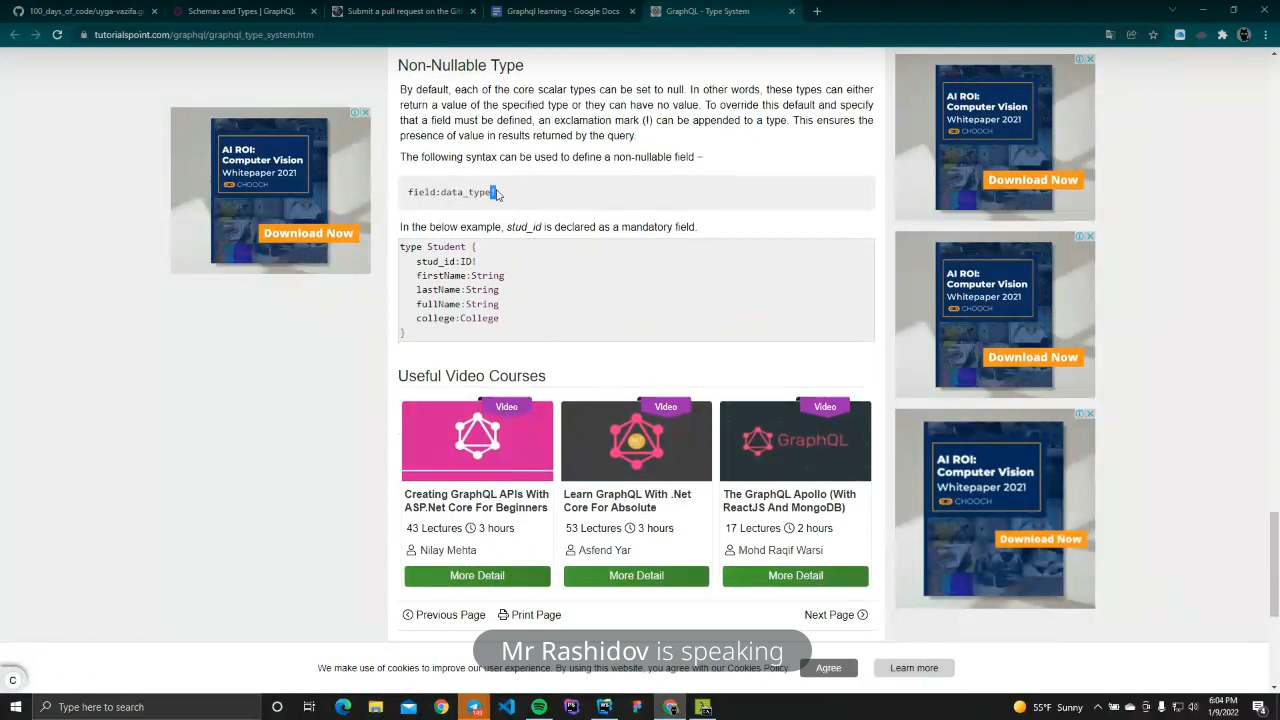 100_days_of_code/uyga-vazifa.gr
Schemas and Types | GraphQL
Submit a pull request on the Git
Graphql learning - Google Docs
GraphQL - Type System
tutorialspoint.com/graphql/graphql_type_system.htm
Non-Nullable Type
By default, each of the core scalar types can be set to null. In other words, these types can either
return a value of the specified type or they can have no value. To override this default and specify
that a field must be defined, an exclamation mark (!) can be appended to a type. This ensures the
presence of value in results returned by the query.
The following syntax can be used to define a non-nullable field −
field:data_type!
In the below example, stud_id is declared as a mandatory field.
type Student {
stud_id:ID!
firstName:String
lastName:String
fullName:String
college:College
}
Useful Video Courses
Video
Video
Video
GraphQL
Creating GraphQL APIs With
ASP.Net Core For Beginners
43 Lectures 3 hours
Nilay Mehta
More Detail
Learn GraphQL With .Net
Core For Absolute
53 Lectures 3 hours
Asfend Yar
More Detail
The GraphQL Apollo (With
ReactJS And MongoDB)
17 Lectures 2 hours
Mohd Raqif Warsi
More Detail
Previous Page
Print Page
Next Page
AI ROI:
Computer Vision
Whitepaper 2021
CHOOCH
Download Now
AI ROI:
Computer Vision
Whitepaper 2021
CHOOCH
Download Now
AI ROI:
Computer Vision
Whitepaper 2021
CHOOCH
Download Now
AI ROI:
Computer Vision
Whitepaper 2021
CHOOCH
Download Now
Mr Rashidov is speaking
We make use of cookies to improve our user experience. By using this website, you agree with our Cookies Policy
Agree
Learn more
C
Type here to search
55°F Sunny
6:04 PM
1/9/2022